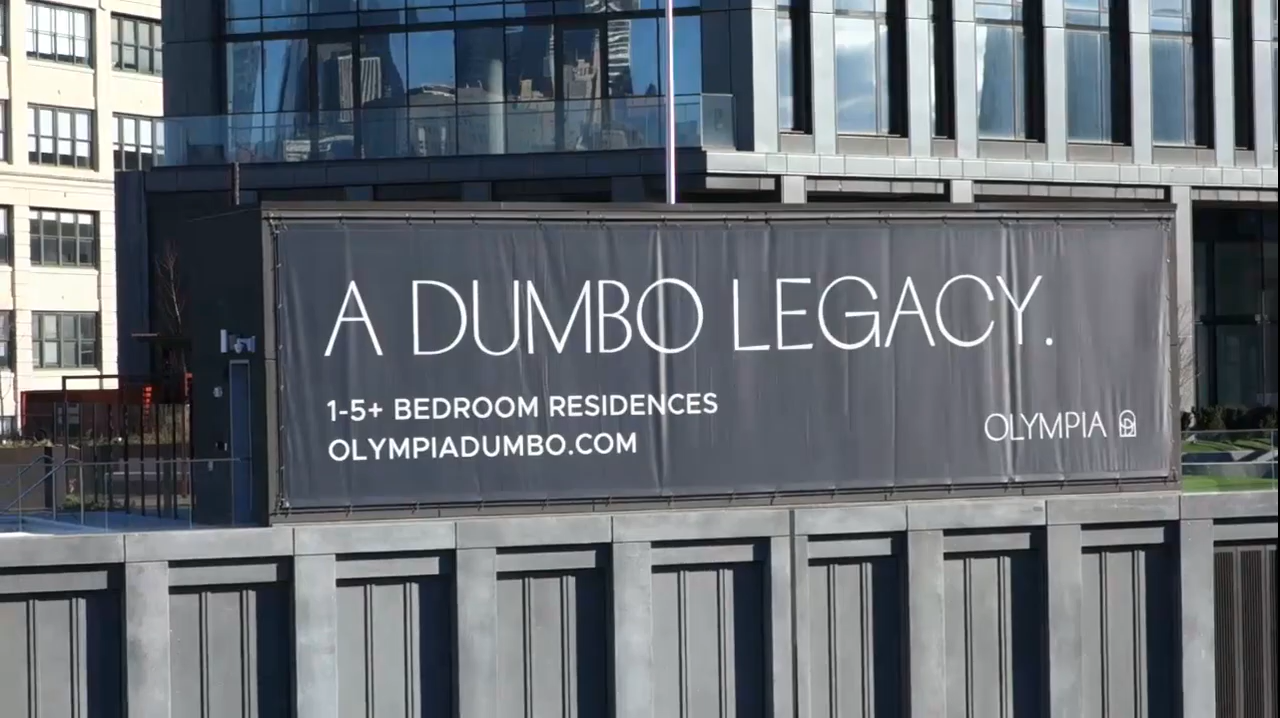 A DUMBO LEGACY.
1-5+ BEDROOM RESIDENCES
OLYMPIADUMBO.COM
OLYMPIA